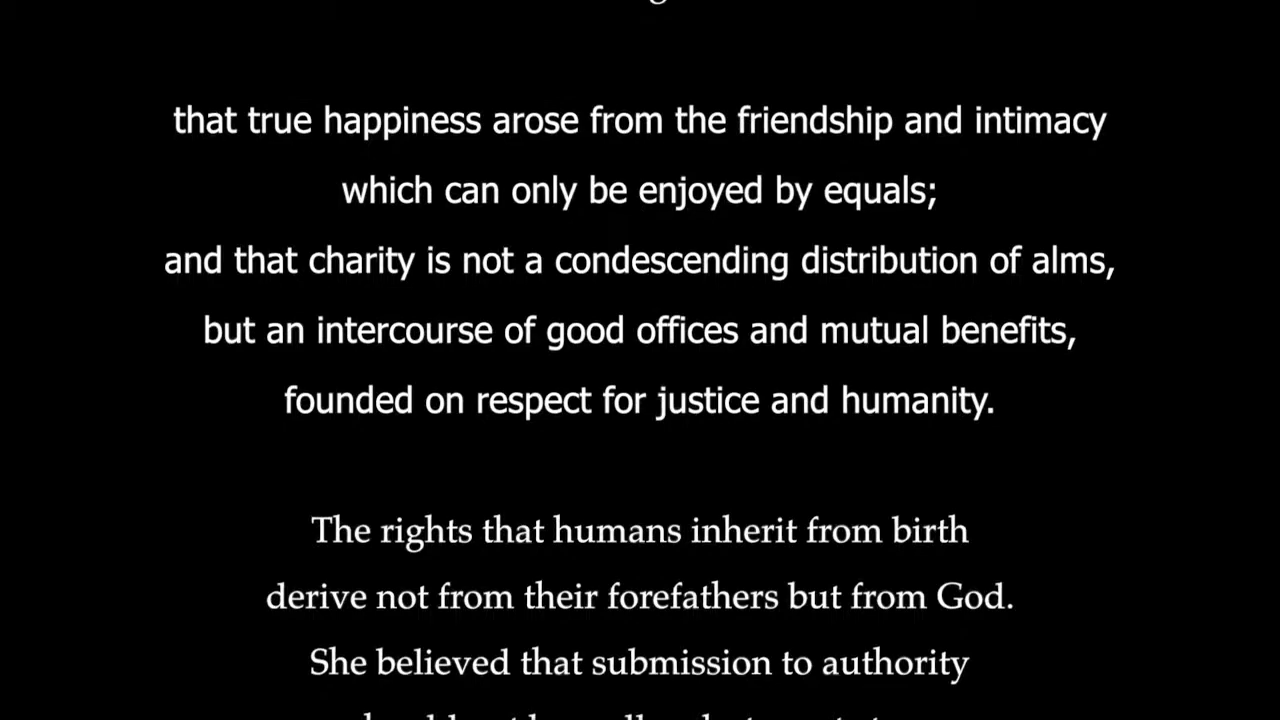 that true happiness arose from the friendship and intimacy
which can only be enjoyed by equals;
and that charity is not a condescending distribution of alms,
but an intercourse of good offices and mutual benefits,
founded on respect for justice and humanity.
The rights that humans inherit from birth
derive not from their forefathers but from God.
She believed that submission to authority